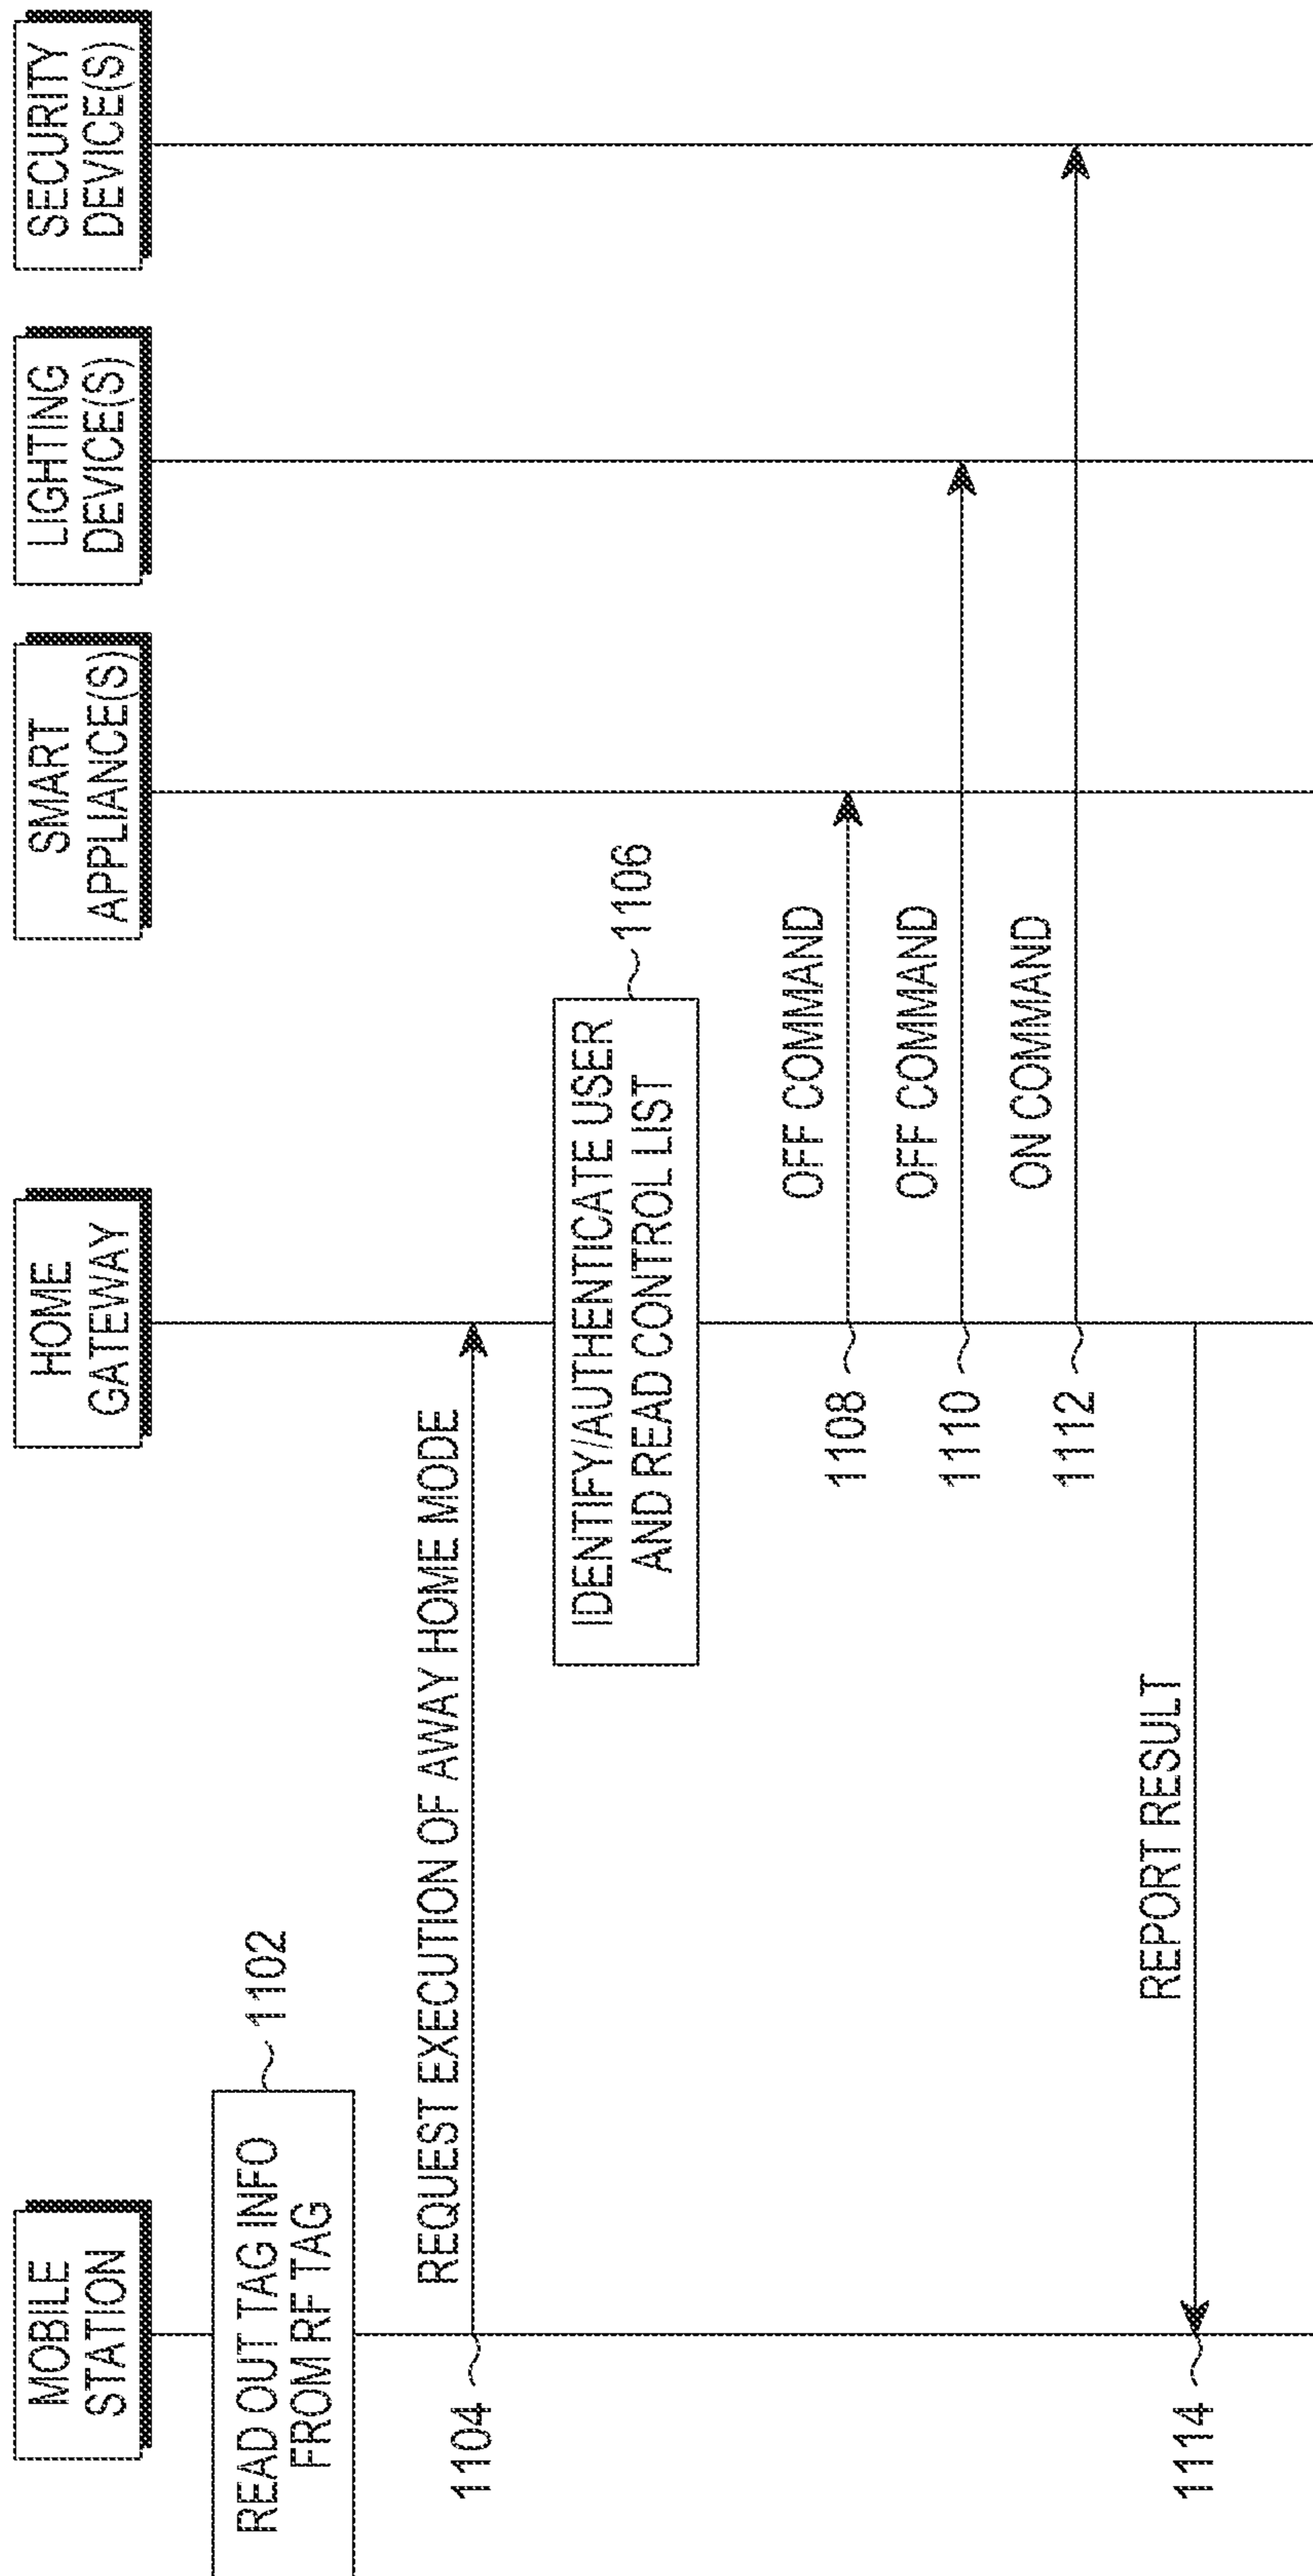 MOBILE
STATION
HOME
GATEWAY
SMART
APPLIANCE(S)
LIGHTING
DEVICE(S)
SECURITY
DEVICE(S)
READ OUT TAG INFO
FROM RF TAG
1102
REQUEST EXECUTION OF AWAY HOME MODE
1104
IDENTIFY/AUTHENTICATE USER
AND READ CONTROL LIST
1106
OFF COMMAND
1108
OFF COMMAND
1110
ON COMMAND
1112
REPORT RESULT
1114